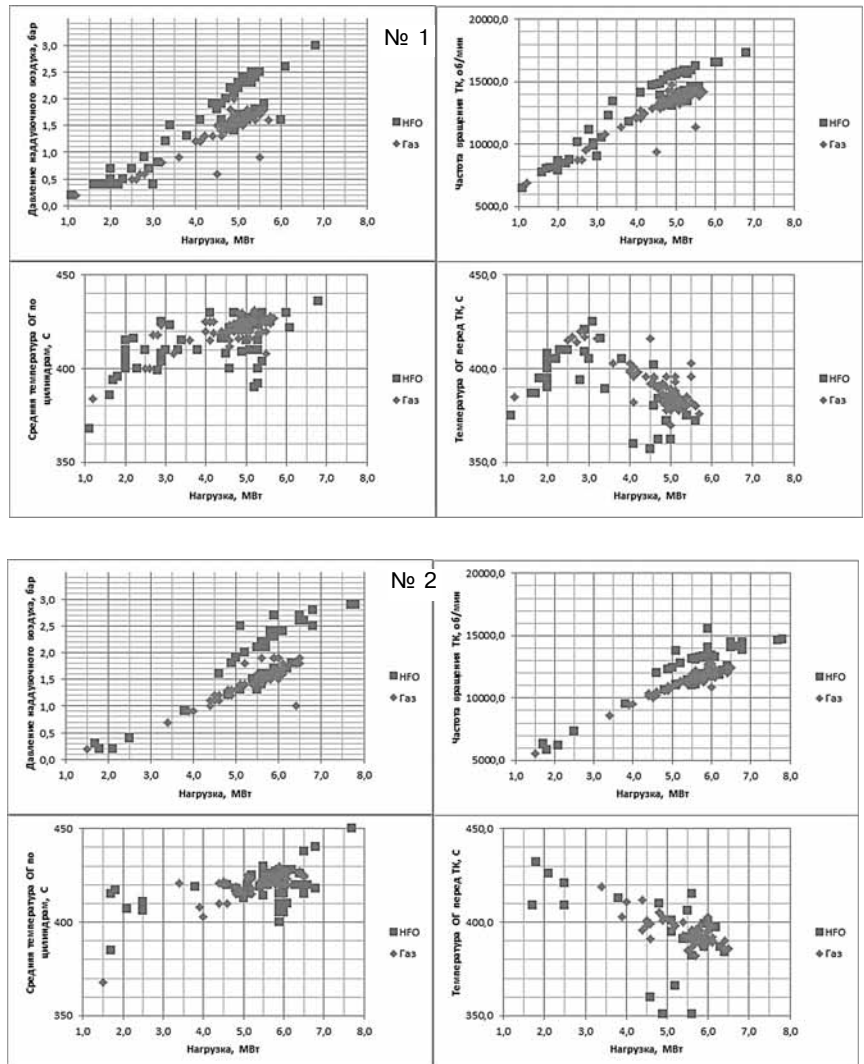 № 1
Давление наддувочного воздуха, бар
3,0
2,5
2,0
1,5
1,0
0,5
0,0
1,0 2,0 3,0 4,0 5,0 6,0 7,0 8,0
Нагрузка, МВт
HFO
Газ
Частота вращения ТК, об/мин
20000,0
15000,0
10000,0
5000,0
1,0 2,0 3,0 4,0 5,0 6,0 7,0 8,0
Нагрузка, МВт
HFO
Газ
Средняя температура ОГ по
цилиндрам, С
450
400
350
1,0 2,0 3,0 4,0 5,0 6,0 7,0 8,0
Нагрузка, МВт
HFO
Газ
Температура ОГ перед ТК, С
450,0
400,0
350,0
1,0 2,0 3,0 4,0 5,0 6,0 7,0 8,0
Нагрузка, МВт
HFO
Газ
№ 2
Давление наддувочного воздуха, бар
3,0
2,5
2,0
1,5
1,0
0,5
0,0
1,0 2,0 3,0 4,0 5,0 6,0 7,0 8,0
Нагрузка, МВт
HFO
Газ
Частота вращения ТК, об/мин
20000,0
15000,0
10000,0
5000,0
1,0 2,0 3,0 4,0 5,0 6,0 7,0 8,0
Нагрузка, МВт
HFO
Газ
Средняя температура ОГ по
цилиндрам, С
450
400
350
1,0 2,0 3,0 4,0 5,0 6,0 7,0 8,0
Нагрузка, МВт
HFO
Газ
Температура ОГ перед ТК, С
450,0
400,0
350,0
1,0 2,0 3,0 4,0 5,0 6,0 7,0 8,0
Нагрузка, МВт
HFO
Газ